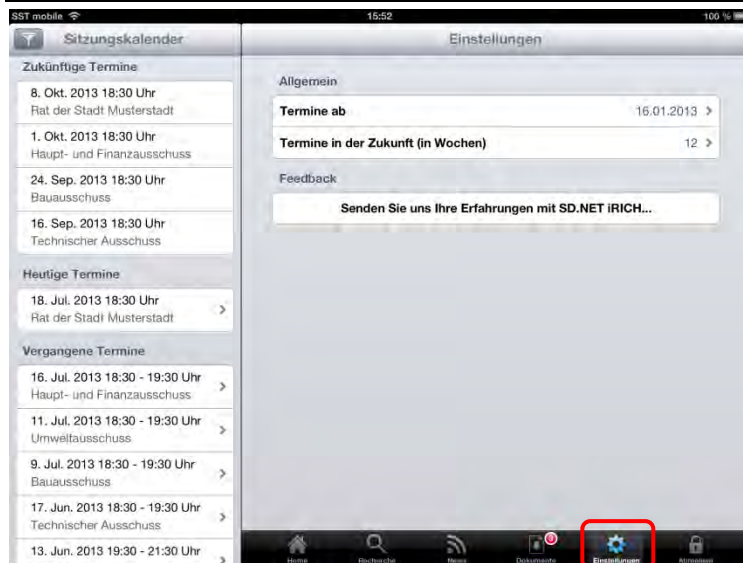 SST mobile 15:52 100 %
Sitzungskalender
Zukünftige Termine
8. Okt. 2013 18:30 Uhr
Rat der Stadt Musterstadt
1. Okt. 2013 18:30 Uhr
Haupt- und Finanzausschuss
24. Sep. 2013 18:30 Uhr
Bauausschuss
16. Sep. 2013 18:30 Uhr
Technischer Ausschuss
Heutige Termine
18. Jul. 2013 18:30 Uhr
Rat der Stadt Musterstadt
Vergangene Termine
16. Jul. 2013 18:30 - 19:30 Uhr
Haupt- und Finanzausschuss
11. Jul. 2013 18:30 - 19:30 Uhr
Umweltausschuss
9. Jul. 2013 18:30 - 19:30 Uhr
Bauausschuss
17. Jun. 2013 18:30 - 19:30 Uhr
Technischer Ausschuss
13. Jun. 2013 19:30 - 21:30 Uhr
Einstellungen
Allgemein
Termine ab 16.01.2013
Termine in der Zukunft (in Wochen) 12
Feedback
Senden Sie uns Ihre Erfahrungen mit SD.NET iRICH...
Home Recherche News Dokumente Einstellungen Abmelden